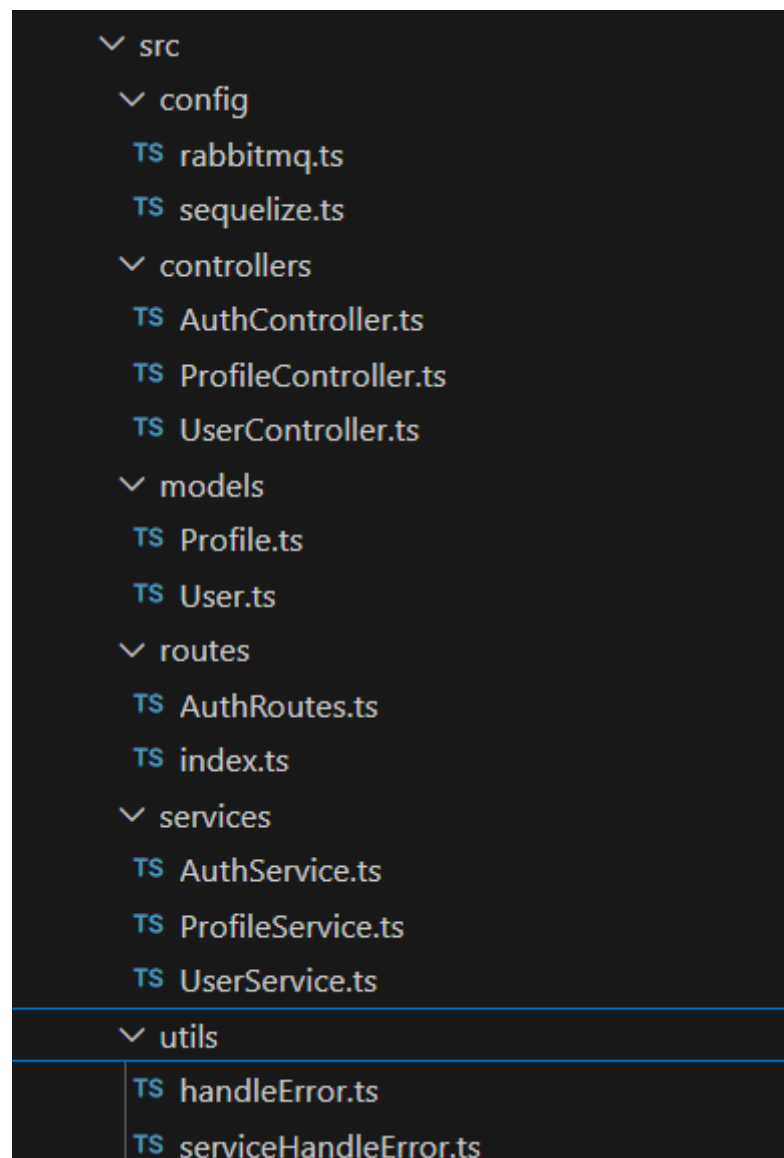 src
config
TS rabbitmq.ts
TS sequelize.ts
controllers
TS AuthController.ts
TS ProfileController.ts
TS UserController.ts
models
TS Profile.ts
TS User.ts
routes
TS AuthRoutes.ts
TS index.ts
services
TS AuthService.ts
TS ProfileService.ts
TS UserService.ts
utils
TS handleError.ts
TS serviceHandleError.ts